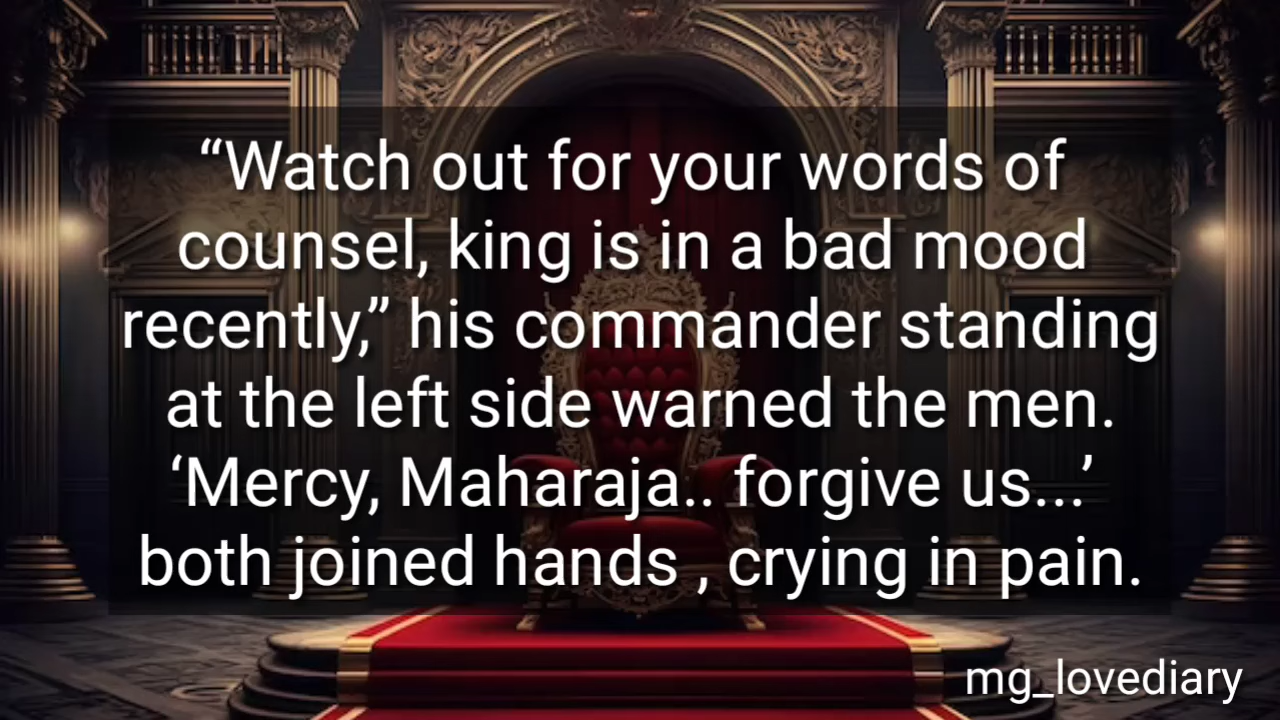 “Watch out for your words of
counsel, king is in a bad mood
recently,” his commander standing
at the left side warned the men.
‘Mercy, Maharaja.. forgive us...’
both joined hands , crying in pain.
mg_lovediary